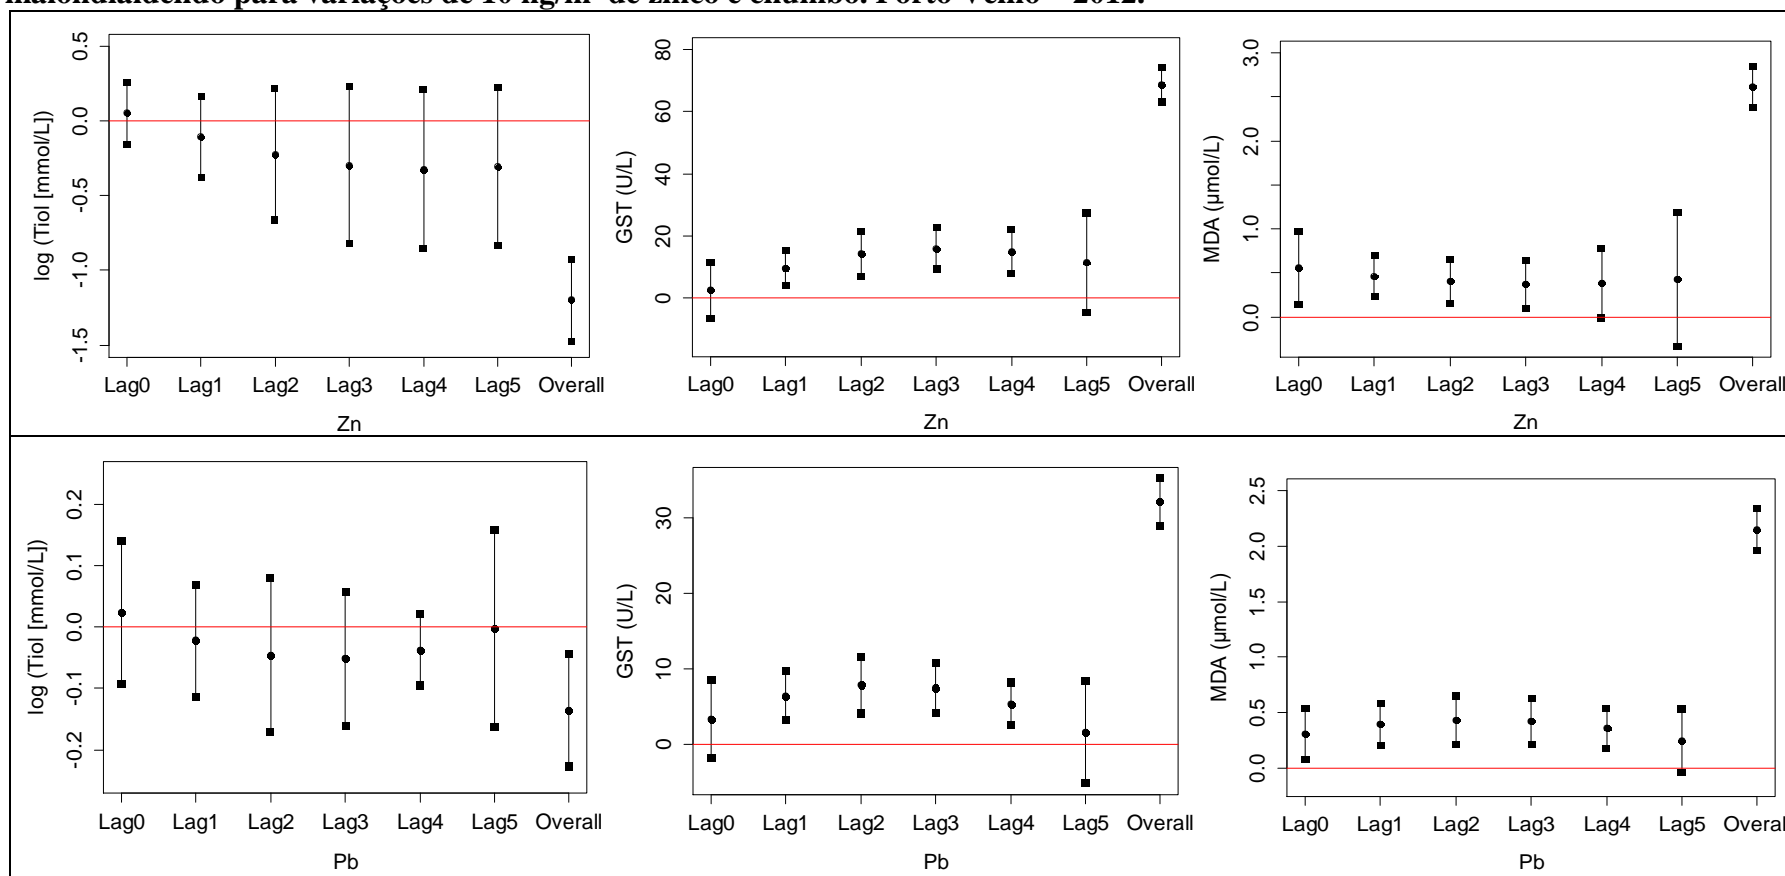 malondialdeído para variações de 10 ng/m³ de zinco e chumbo. Porto Velho – 2012.
log (Tiol [mmol/L])
0.5
0.0
-0.5
-1.0
-1.5
Lag0 Lag1 Lag2 Lag3 Lag4 Lag5 Overall
Zn
GST (U/L)
80
60
40
20
0
Lag0 Lag1 Lag2 Lag3 Lag4 Lag5 Overall
Zn
MDA (µmol/L)
3.0
2.0
1.0
0.0
Lag0 Lag1 Lag2 Lag3 Lag4 Lag5 Overall
Zn
log (Tiol [mmol/L])
0.2
0.1
0.0
-0.1
-0.2
Lag0 Lag1 Lag2 Lag3 Lag4 Lag5 Overall
Pb
GST (U/L)
30
20
10
0
Lag0 Lag1 Lag2 Lag3 Lag4 Lag5 Overall
Pb
MDA (µmol/L)
2.5
2.0
1.5
1.0
0.5
0.0
Lag0 Lag1 Lag2 Lag3 Lag4 Lag5 Overall
Pb